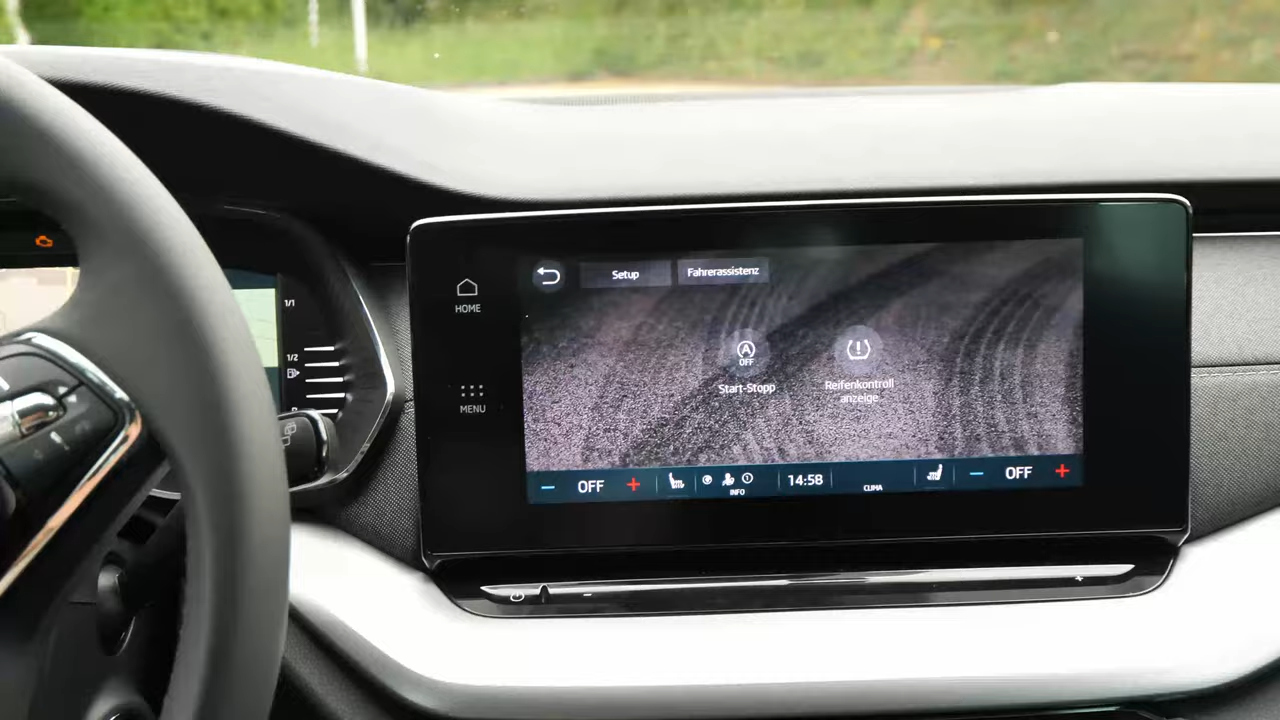 1/1
1/2
HOME
MENU
Setup
Fahrerassistenz
A
OFF
Start-Stopp
Reifenkontroll
anzeige
OFF
INFO
14:58
CLIMA
OFF